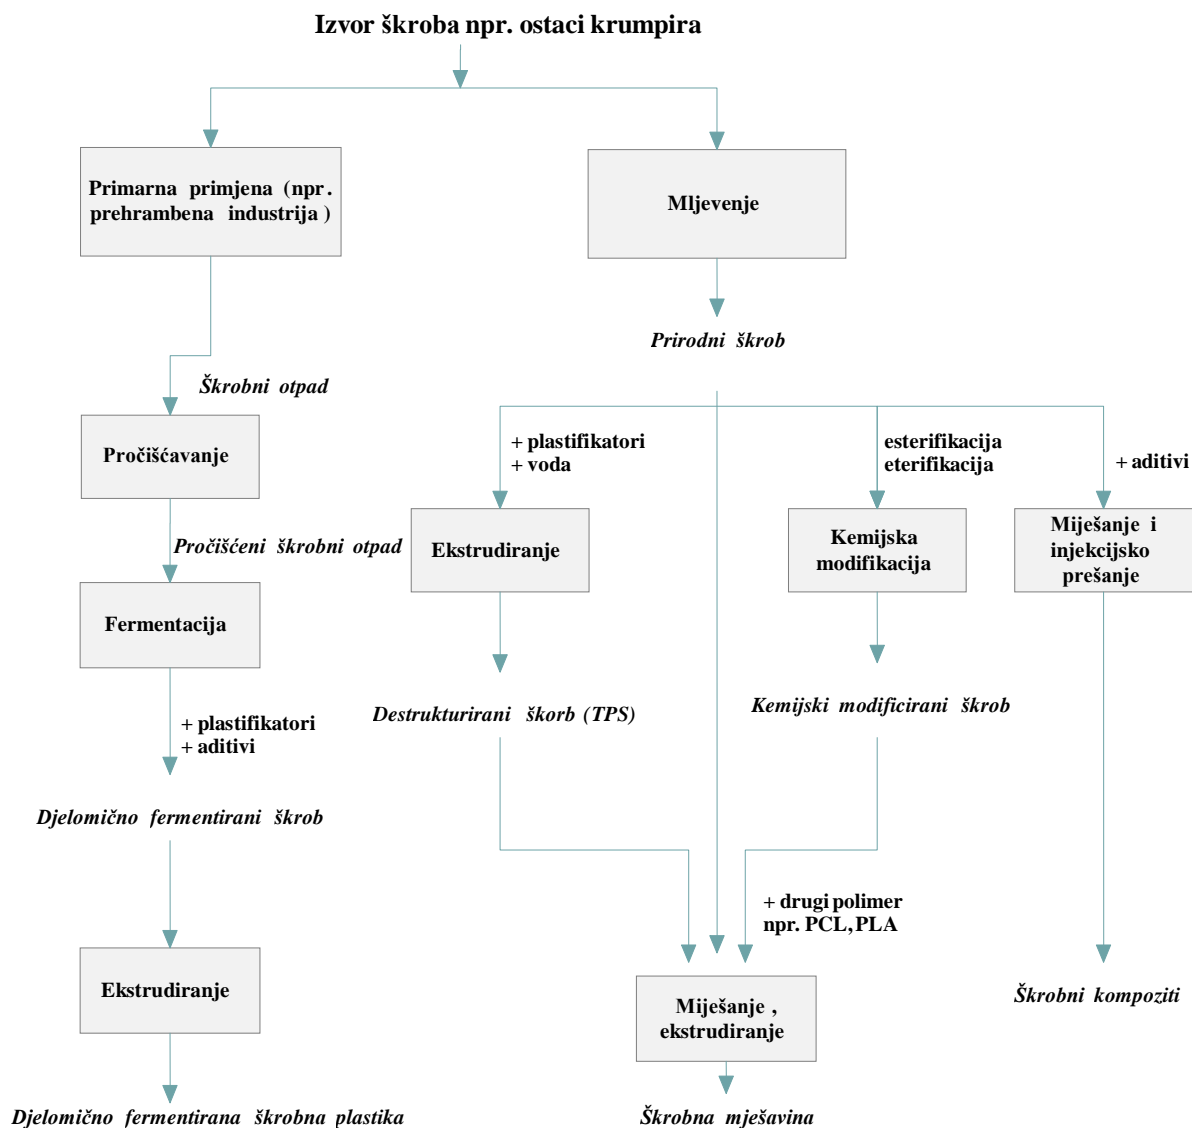 Izvor škroba npr. ostaci krumpira
Primarna primjena (npr.
prehrambena industrija )
Mljevenje
Prirodni škrob
Škrobni otpad
Pročišćavanje
+ plastifikatori
+ voda
esterifikacija
eterifikacija
+ aditivi
Pročišćeni škrobni otpad
Ekstrudiranje
Kemijska
modifikacija
Miješanje i
injekcijsko
prešanje
Fermentacija
+ plastifikatori
+ aditivi
Destrukturirani škorb (TPS)
Kemijski modificirani škrob
Djelomično fermentirani škrob
+ drugi polimer
npr. PCL, PLA
Ekstrudiranje
Miješanje ,
ekstrudiranje
Škrobni kompoziti
Djelomično fermentirana škrobna plastika
Škrobna mješavina